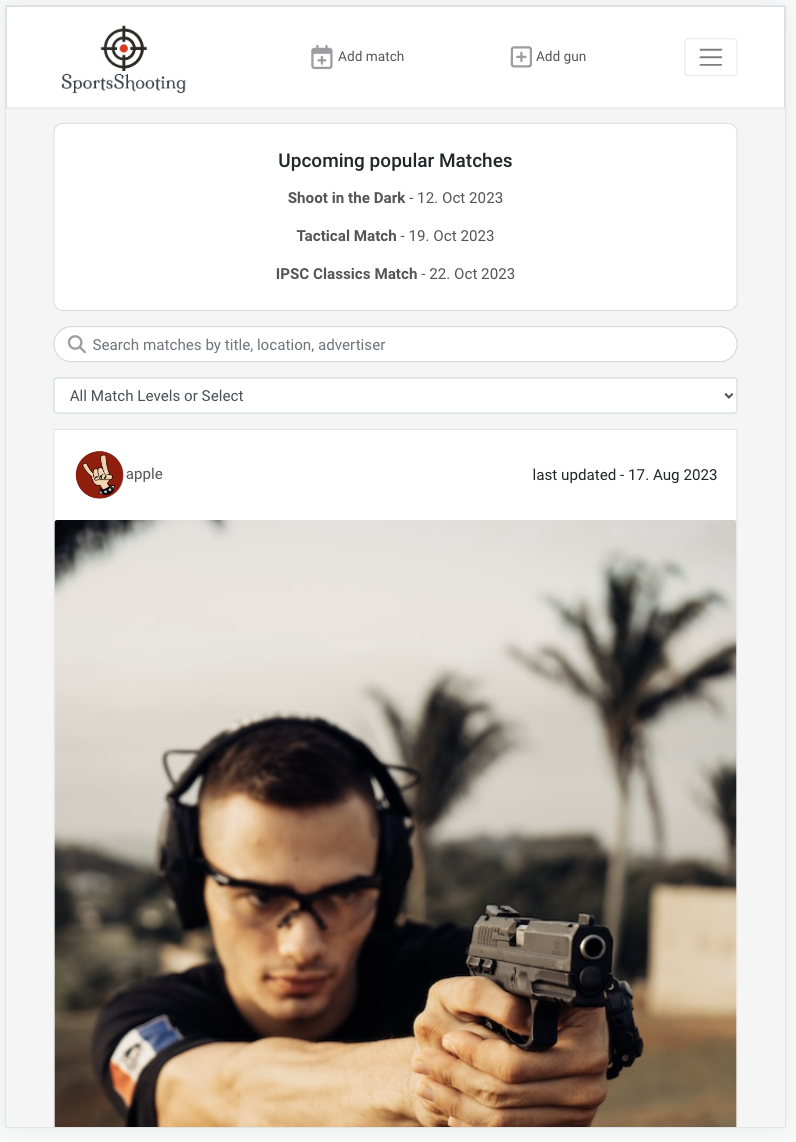 SportsShooting
Add match
Add gun
Upcoming popular Matches
Shoot in the Dark - 12. Oct 2023
Tactical Match - 19. Oct 2023
IPSC Classics Match - 22. Oct 2023
Search matches by title, location, advertiser
All Match Levels or Select
apple
last updated - 17. Aug 2023